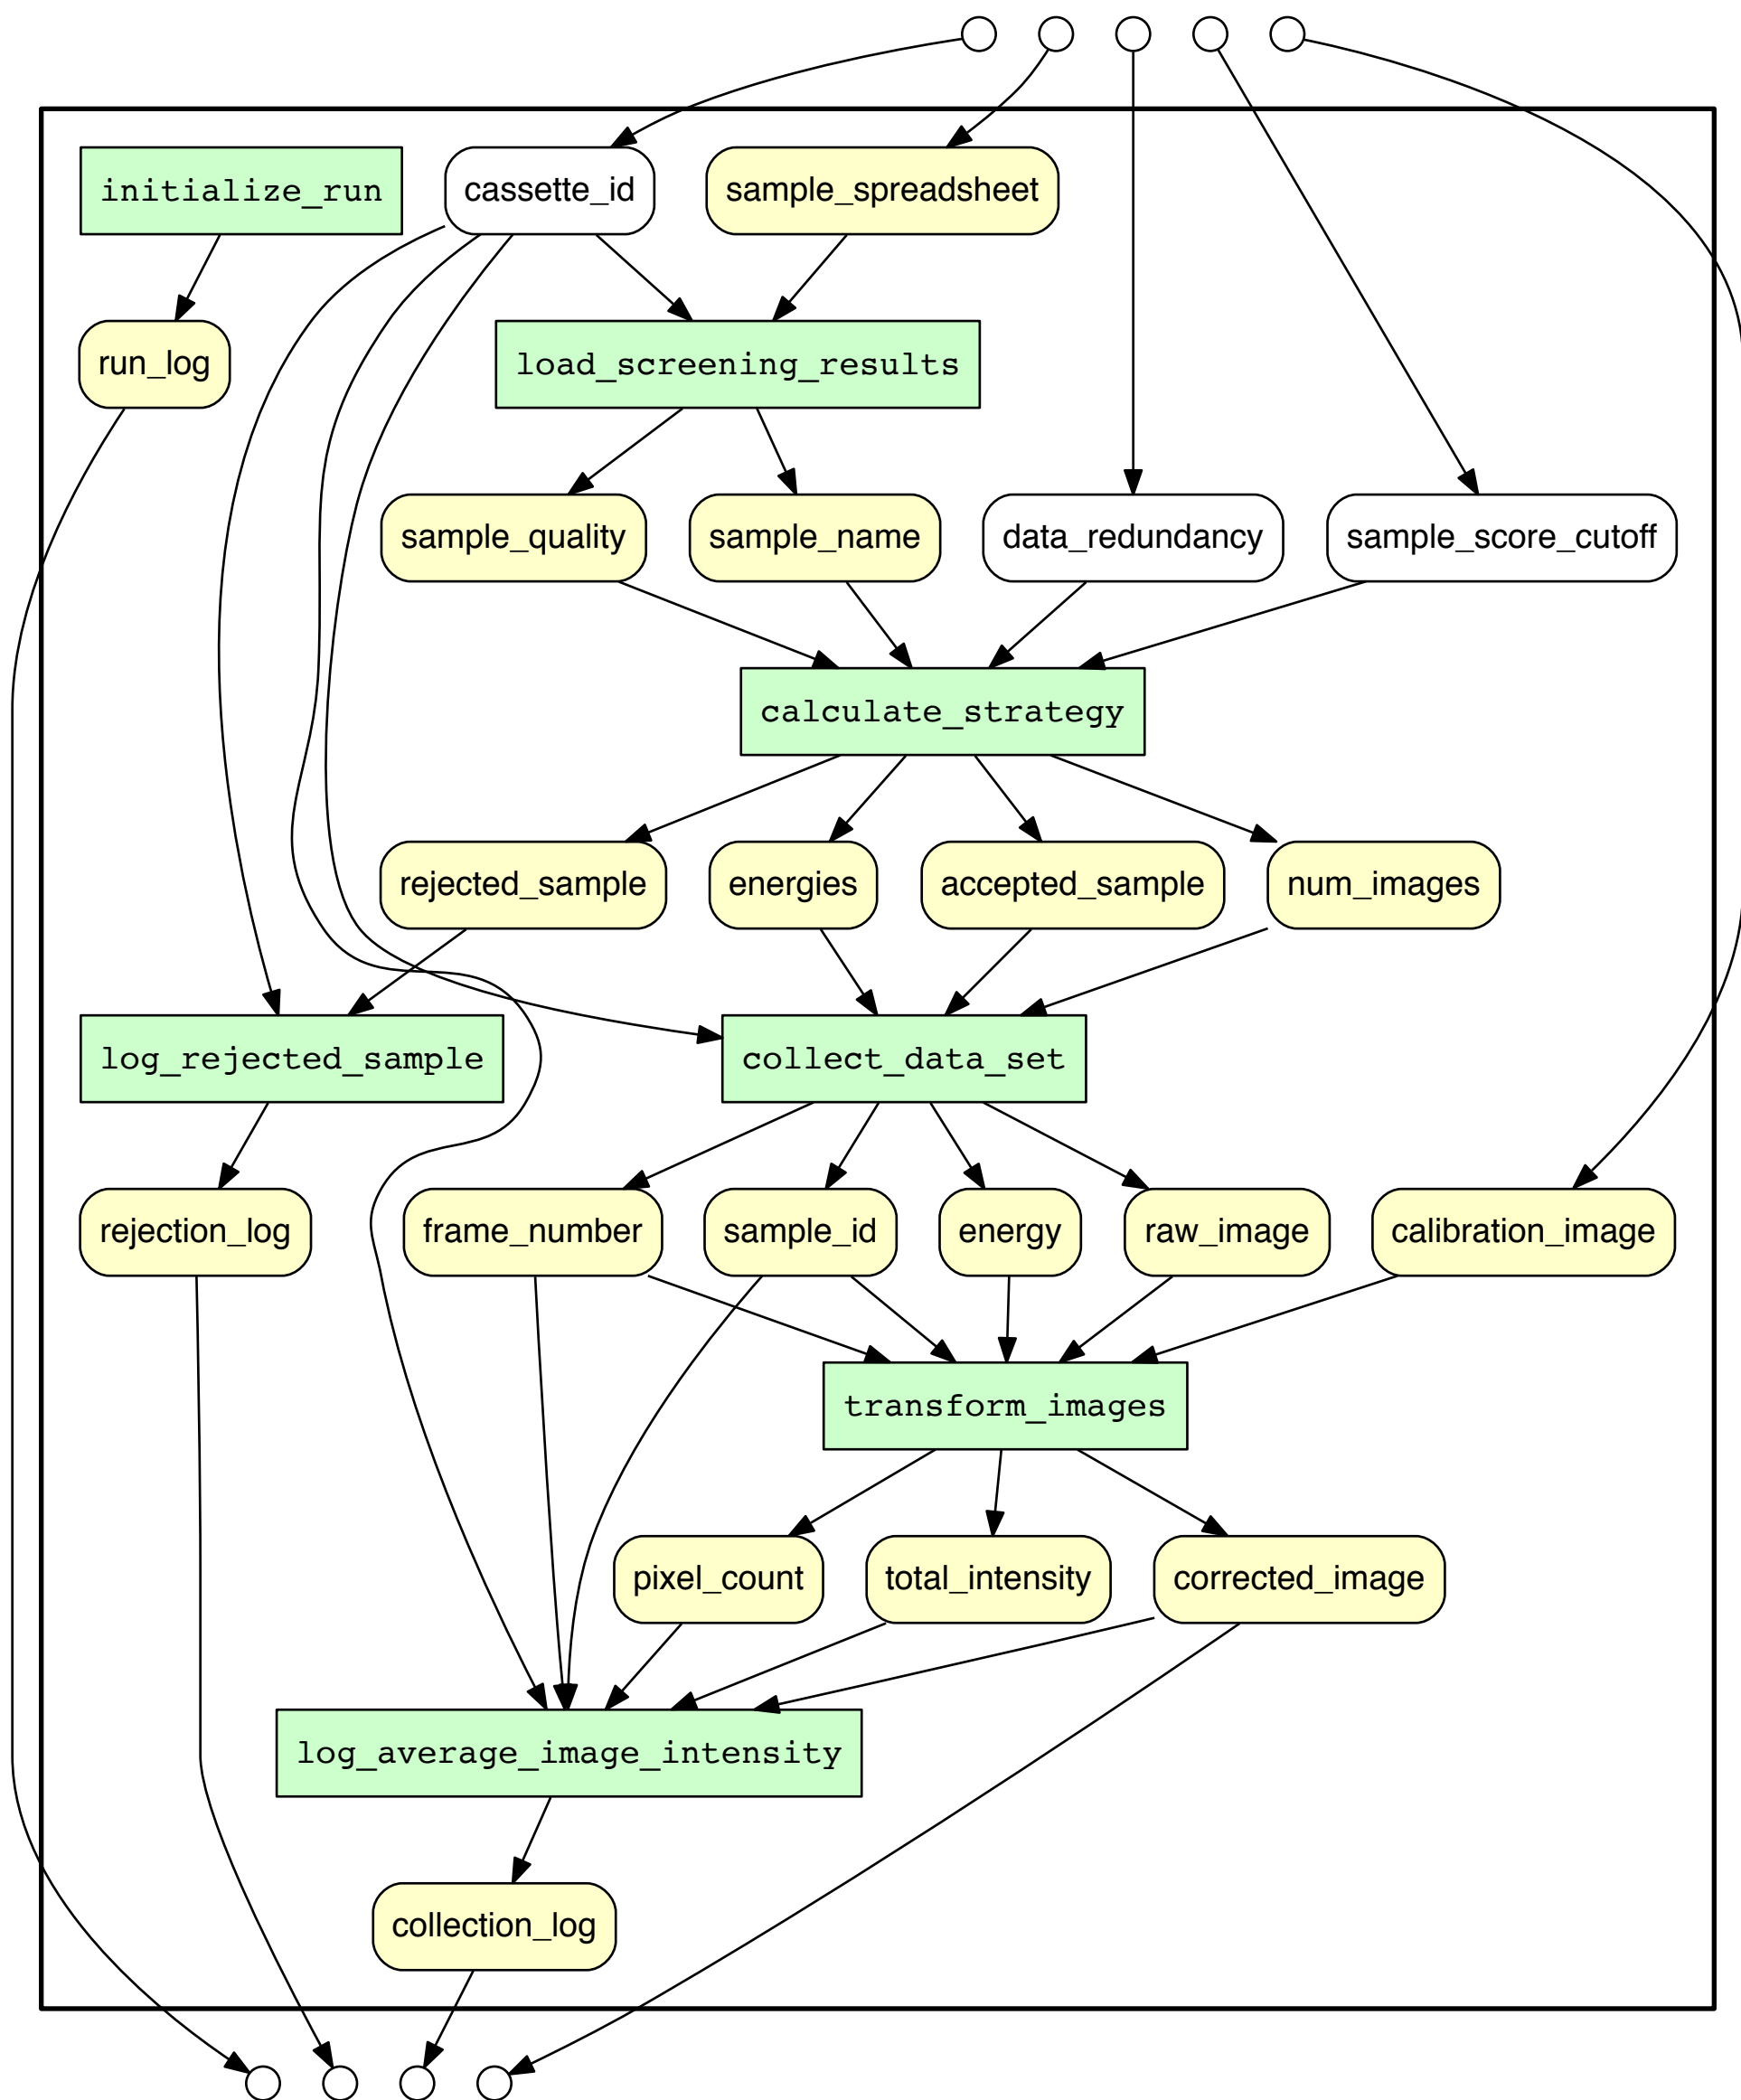 initialize_run
cassette_id
sample_spreadsheet
run_log
load_screening_results
sample_quality
sample_name
data_redundancy
sample_score_cutoff
calculate_strategy
rejected_sample
energies
accepted_sample
num_images
log_rejected_sample
collect_data_set
rejection_log
frame_number
sample_id
energy
raw_image
calibration_image
transform_images
pixel_count
total_intensity
corrected_image
log_average_image_intensity
collection_log